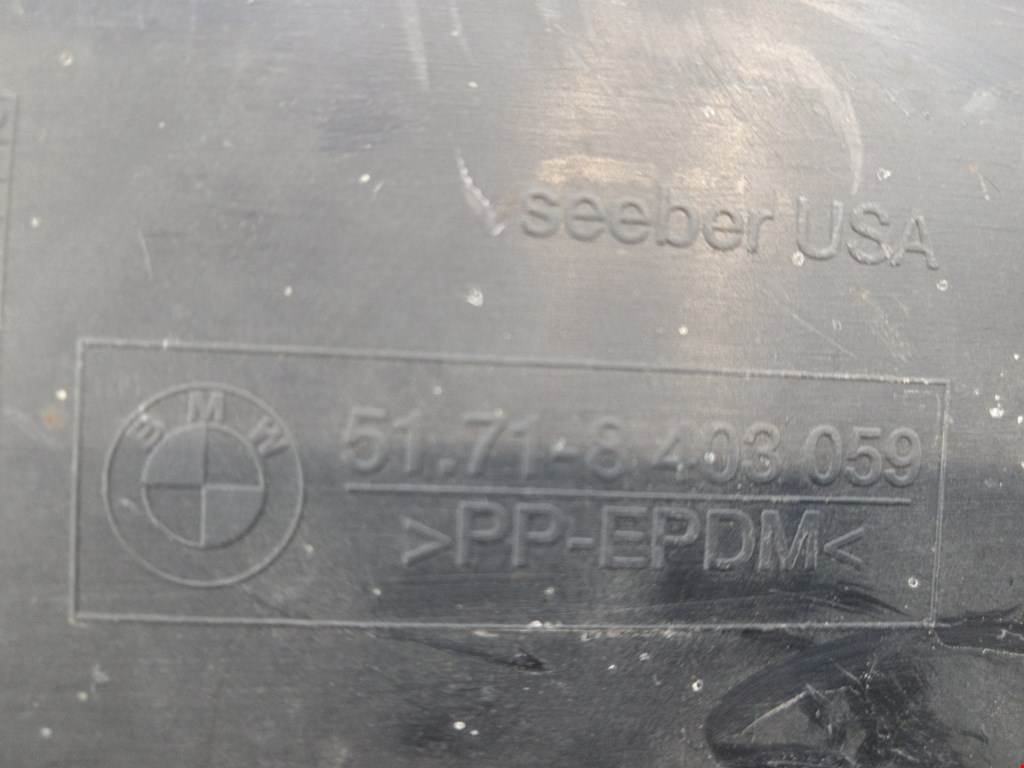 seeber USA
BMW
51.71-8 403 059
>PP-EPDM<